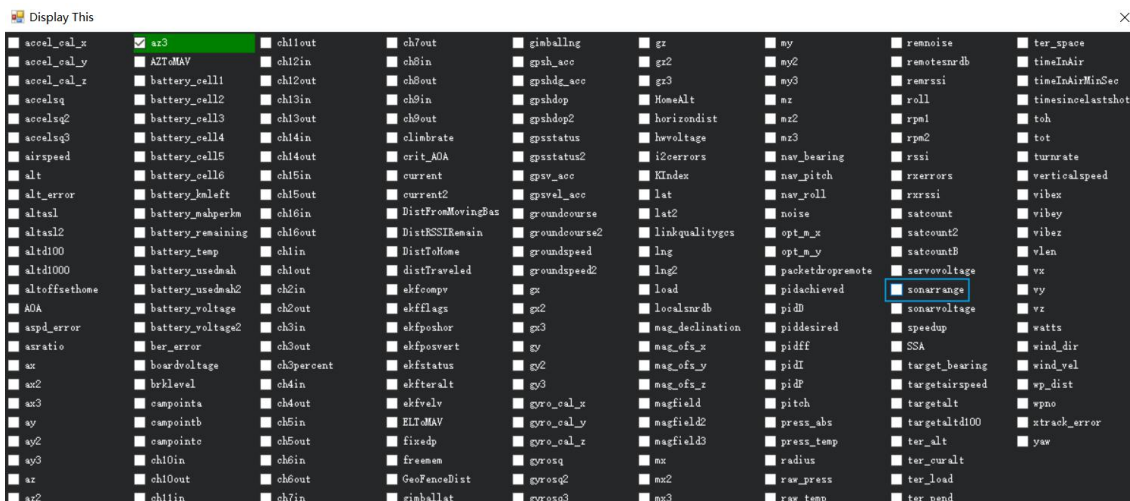 Display This
accel_cal_x
accel_cal_y
accel_cal_z
accelsq
accelsq2
accelsq3
airspeed
alt
alt_error
altasl
altasl2
altd100
altd1000
altoffsethome
AOA
aspd_error
asratio
ax
ax2
ax3
ay
ay2
ay3
az
az2
az3
AZToMAV
battery_cell1
battery_cell2
battery_cell3
battery_cell4
battery_cell5
battery_cell6
battery_kmleft
battery_mahperkm
battery_remaining
battery_temp
battery_usedmah
battery_usedmah2
battery_voltage
battery_voltage2
ber_error
boardvoltage
brklevel
campointa
campointb
campointc
ch10in
ch10out
ch11in
ch11out
ch12in
ch12out
ch13in
ch13out
ch14in
ch14out
ch15in
ch15out
ch16in
ch16out
ch1in
ch1out
ch2in
ch2out
ch3in
ch3out
ch3percent
ch4in
ch4out
ch5in
ch5out
ch6in
ch6out
ch7in
ch7out
ch8in
ch8out
ch9in
ch9out
climbrate
crit_AOA
current
current2
DistFromMovingBas
DistRSSIRemain
DistToHome
distTraveled
ekfcompv
ekfflags
ekfposhor
ekfposvert
ekfstatus
ekfteralt
ekfvelv
ELToMAV
fixedp
freemem
GeoFenceDist
gimballat
gimballng
gpsh_acc
gpshdg_acc
gpshdop
gpshdop2
gpsstatus
gpsstatus2
gpsv_acc
gpsvel_acc
groundcourse
groundcourse2
groundspeed
groundspeed2
gx
gx2
gx3
gy
gy2
gy3
gyro_cal_x
gyro_cal_y
gyro_cal_z
gyrosq
gyrosq2
gyrosq3
gz
gz2
gz3
HomeAlt
horizondist
hwvoltage
i2cerrors
KIndex
lat
lat2
linkqualitygcs
lng
lng2
load
localsnrdb
mag_declination
mag_ofs_x
mag_ofs_y
mag_ofs_z
magfield
magfield2
magfield3
mx
mx2
mx3
my
my2
my3
mz
mz2
mz3
nav_bearing
nav_pitch
nav_roll
noise
opt_m_x
opt_m_y
packetdropremote
pidachieved
pidD
piddesired
pidff
pidI
pidP
pitch
press_abs
press_temp
radius
raw_press
raw_temp
remnoise
remotesnrdb
remrssi
roll
rpm1
rpm2
rssi
rxerrors
rxrssi
satcount
satcount2
satcountB
servovoltage
sonarrange
sonarvoltage
speedup
SSA
target_bearing
targetairspeed
targetalt
targetaltd100
ter_alt
ter_curalt
ter_load
ter_pend
ter_space
timeInAir
timeInAirMinSec
timesincelastshot
toh
tot
turnrate
verticalspeed
vibex
vibey
vibez
vlen
vx
vy
vz
watts
wind_dir
wind_vel
wp_dist
wpno
xtrack_error
yaw